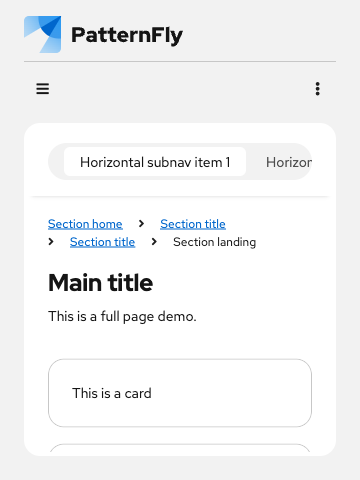 PatternFly
Horizontal subnav item 1 Horizon
Section home Section title
Section title Section landing
Main title
This is a full page demo.
This is a card